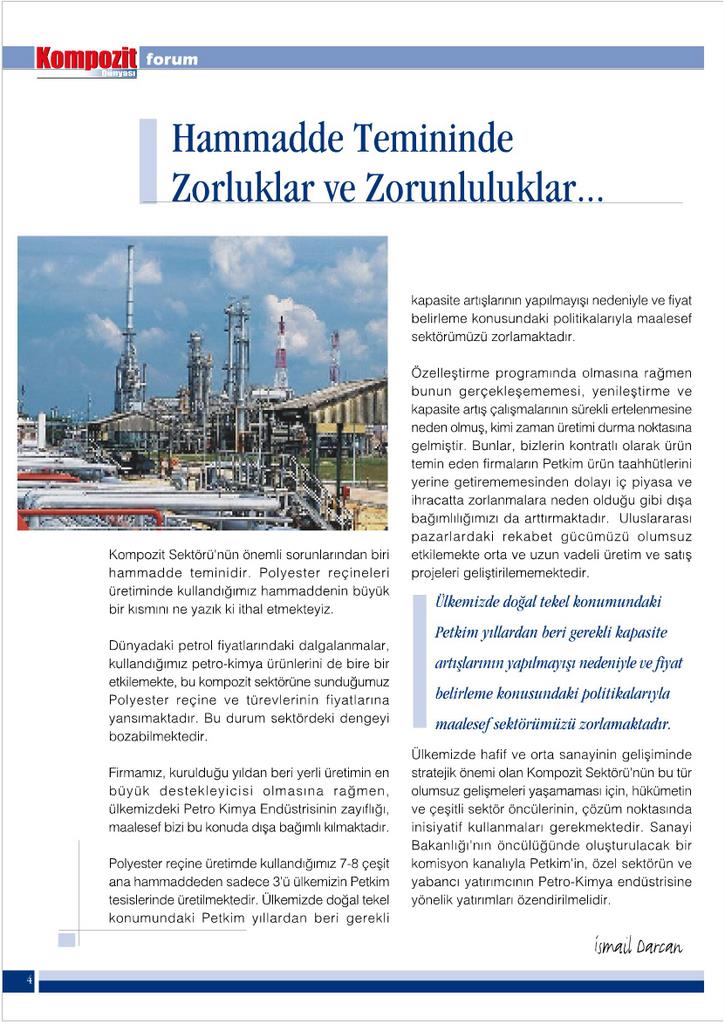 Kompozit
Dünyası
forum
Hammadde Temininde
Zorluklar ve Zorunluluklar...
Kompozit Sektörü'nün önemli sorunlarından biri
hammadde teminidir. Polyester reçineleri
üretiminde kullandığımız hammaddenin büyük
bir kısmını ne yazık ki ithal etmekteyiz.
Dünyadaki petrol fiyatlarındaki dalgalanmalar,
kullandığımız petro-kimya ürünlerini de bire bir
etkilemekte, bu kompozit sektörüne sunduğumuz
Polyester reçine ve türevlerinin fiyatlarına
yansımaktadır. Bu durum sektördeki dengeyi
bozabilmektedir.
Firmamız, kurulduğu yıldan beri yerli üretimin en
büyük destekleyicisi olmasına rağmen,
ülkemizdeki Petro Kimya Endüstrisinin zayıflığı,
maalesef bizi bu konuda dışa bağımlı kılmaktadır.
Polyester reçine üretimde kullandığımız 7-8 çeşit
ana hammaddeden sadece 3'ü ülkemizin Petkim
tesislerinde üretilmektedir. Ülkemizde doğal tekel
konumundaki Petkim yıllardan beri gerekli
kapasite artışlarının yapılmayışı nedeniyle ve fiyat
belirleme konusundaki politikalarıyla maalesef
sektörümüzü zorlamaktadır.
Özelleştirme programında olmasına rağmen
bunun gerçekleşememesi, yenileştirme ve
kapasite artış çalışmalarının sürekli ertelenmesine
neden olmuş, kimi zaman üretimi durma noktasına
gelmiştir. Bunlar, bizlerin kontratlı olarak ürün
temin eden firmaların Petkim ürün taahhütlerini
yerine getirememesinden dolayı iç piyasa ve
ihracatta zorlanmalara neden olduğu gibi dışa
bağımlılığımızı da arttırmaktadır. Uluslararası
pazarlardaki rekabet gücümüzü olumsuz
etkilemekte orta ve uzun vadeli üretim ve satış
projeleri geliştirilememektedir.
Ülkemizde doğal tekel konumundaki
Petkim yıllardan beri gerekli kapasite
artışlarının yapılmayışı nedeniyle ve fiyat
belirleme konusundaki politikalarıyla
maalesef sektörümüzü zorlamaktadır.
Ülkemizde hafif ve orta sanayinin gelişiminde
stratejik önemi olan Kompozit Sektörü'nün bu tür
olumsuz gelişmeleri yaşamaması için, hükümetin
ve çeşitli sektör öncülerinin, çözüm noktasında
inisiyatif kullanmaları gerekmektedir. Sanayi
Bakanlığı'nın öncülüğünde oluşturulacak bir
komisyon kanalıyla Petkim'in, özel sektörün ve
yabancı yatırımcının Petro-Kimya endüstrisine
yönelik yatırımları özendirilmelidir.
ismail Darcan
4